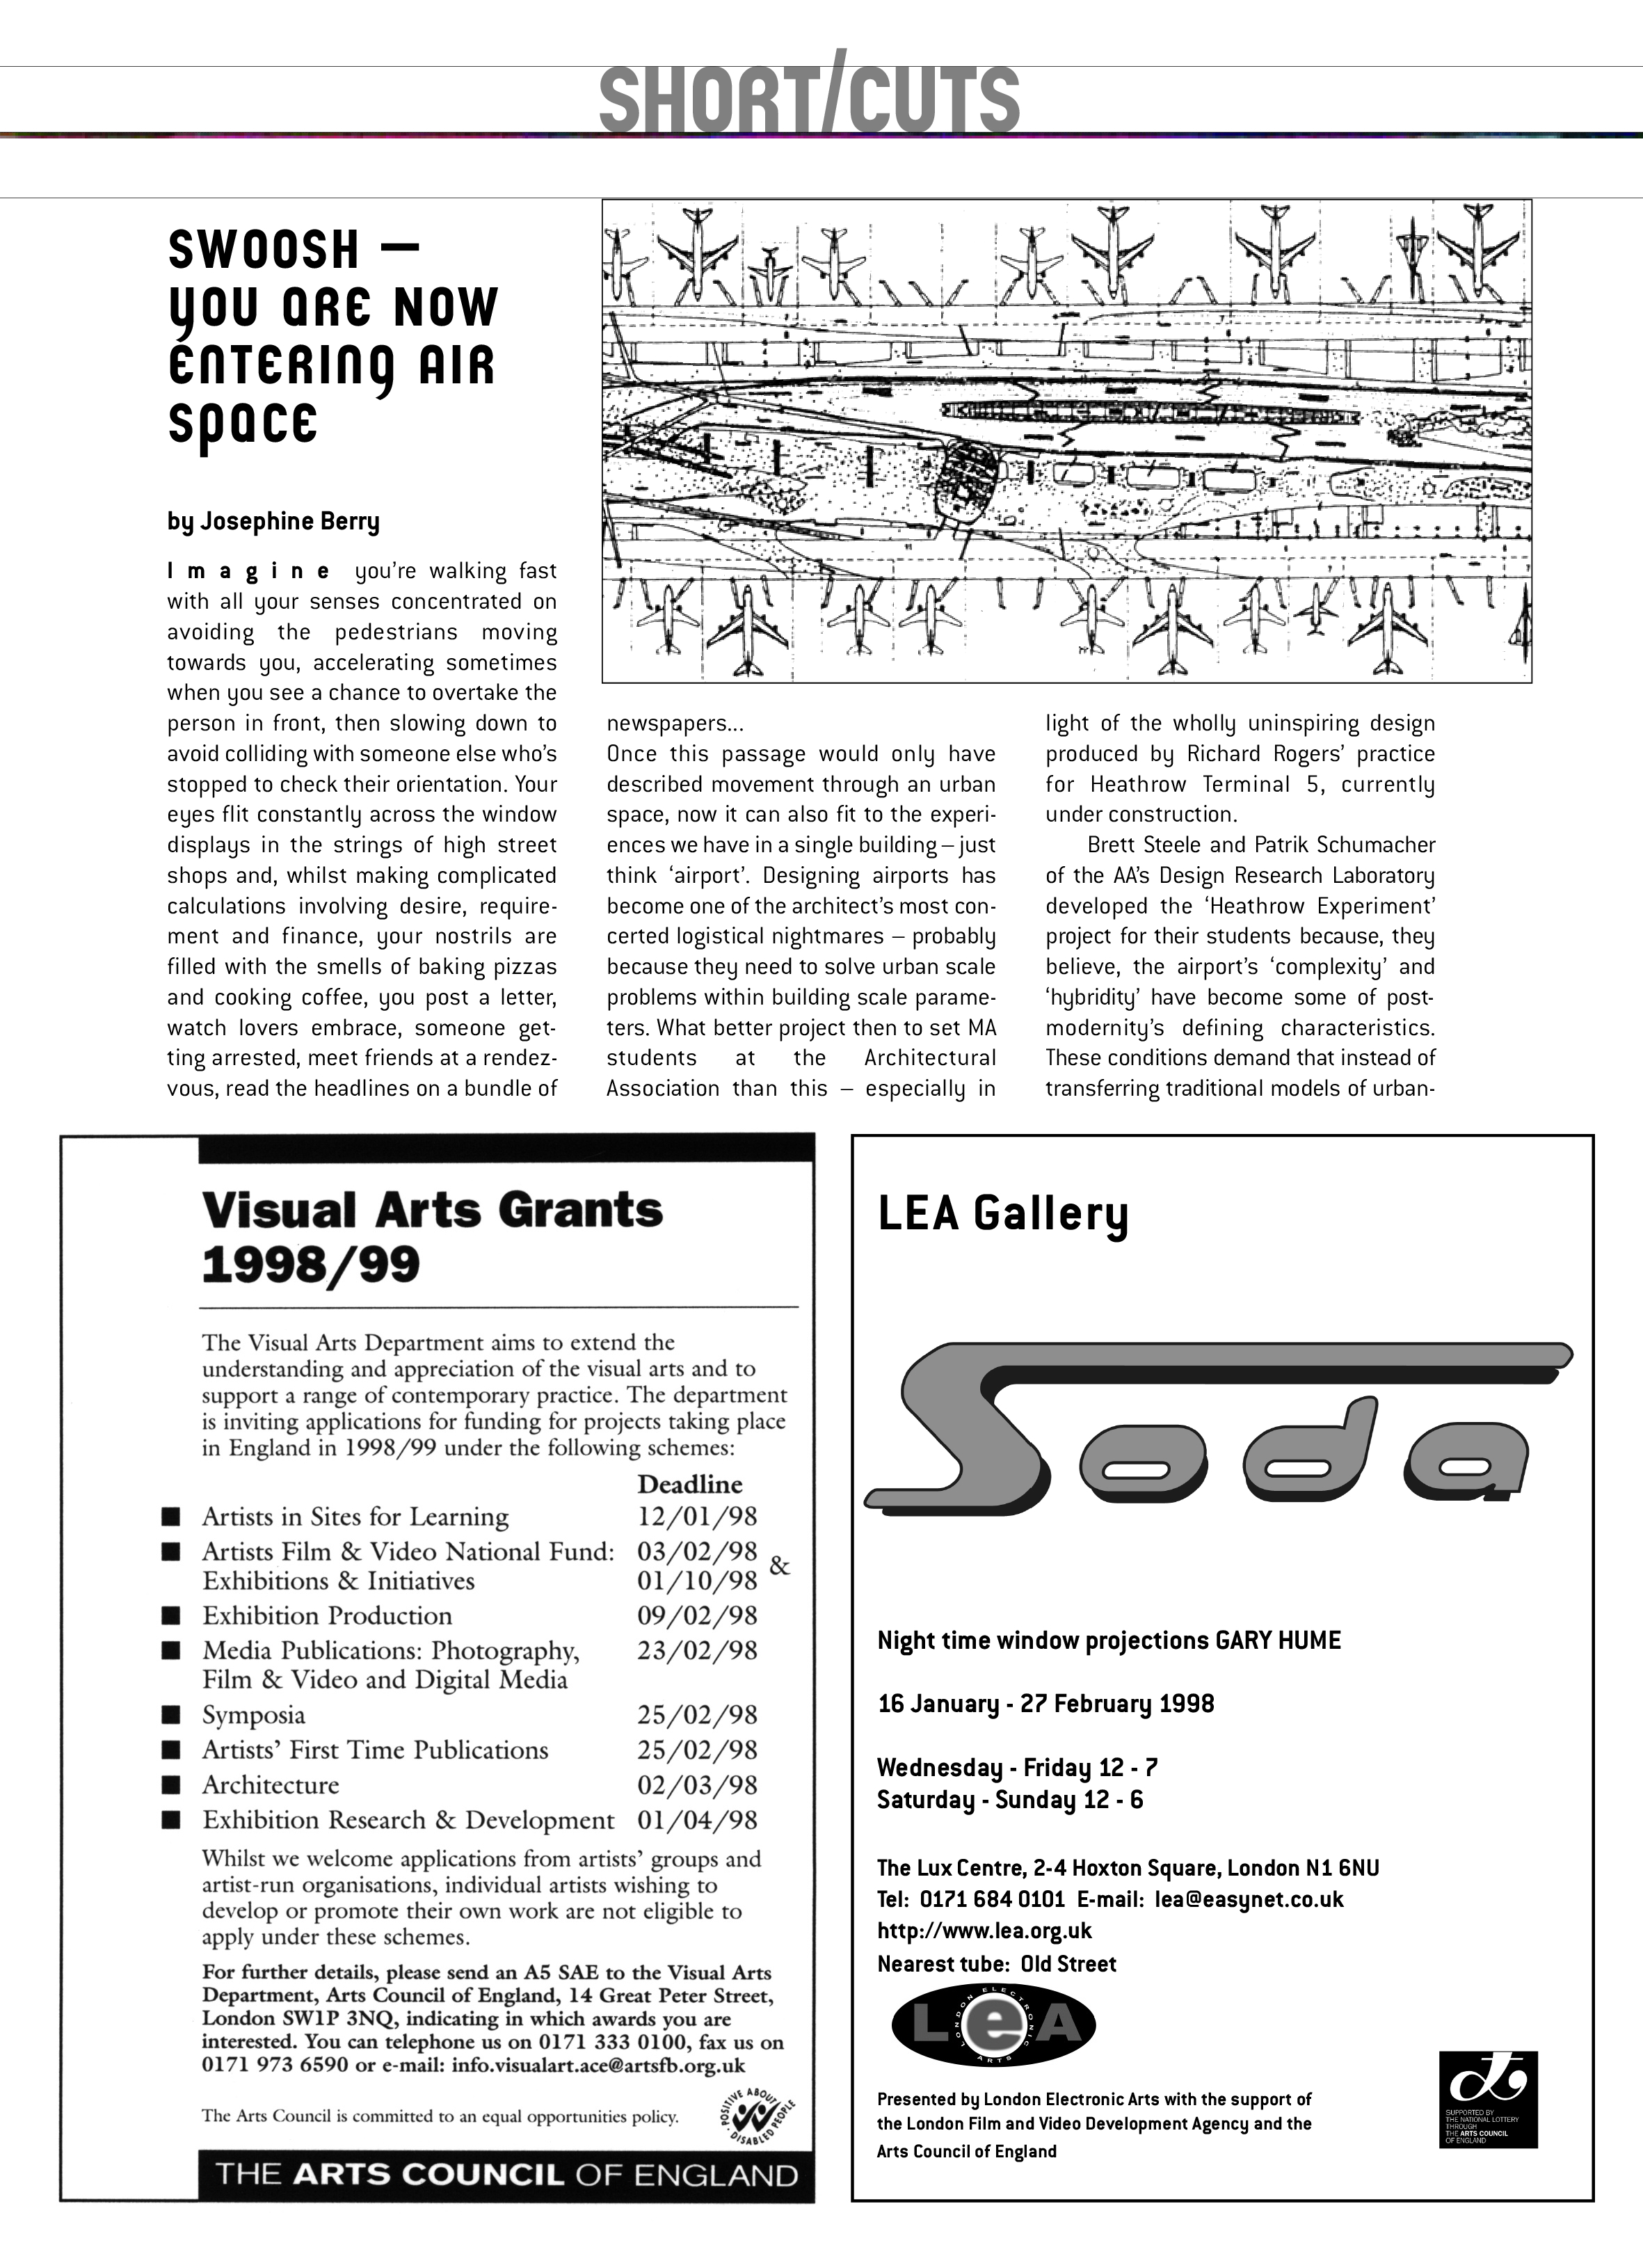 SHORT/CUTS
SWOOSH –
YOU ARE NOW
ENTERING AIR
SPACE
by Josephine Berry
Imagine you’re walking fast
with all your senses concentrated on
avoiding the pedestrians moving
towards you, accelerating sometimes
when you see a chance to overtake the
person in front, then slowing down to
avoid colliding with someone else who’s
stopped to check their orientation. Your
eyes flit constantly across the window
displays in the strings of high street
shops and, whilst making complicated
calculations involving desire, require-
ment and finance, your nostrils are
filled with the smells of baking pizzas
and cooking coffee, you post a letter,
watch lovers embrace, someone get-
ting arrested, meet friends at a rendez-
vous, read the headlines on a bundle of
newspapers...
Once this passage would only have
described movement through an urban
space, now it can also fit to the experi-
ences we have in a single building – just
think ‘airport’. Designing airports has
become one of the architect’s most con-
certed logistical nightmares – probably
because they need to solve urban scale
problems within building scale parame-
ters. What better project then to set MA
students at the Architectural
Association than this – especially in
light of the wholly uninspiring design
produced by Richard Rogers’ practice
for Heathrow Terminal 5, currently
under construction.
Brett Steele and Patrik Schumacher
of the AA’s Design Research Laboratory
developed the ‘Heathrow Experiment’
project for their students because, they
believe, the airport’s ‘complexity’ and
‘hybridity’ have become some of post-
modernity’s defining characteristics.
These conditions demand that instead of
transferring traditional models of urban-
Visual Arts Grants
1998/99
The Visual Arts Department aims to extend the
understanding and appreciation of the visual arts and to
support a range of contemporary practice. The department
is inviting applications for funding for projects taking place
in England in 1998/99 under the following schemes:
Deadline
■ Artists in Sites for Learning 12/01/98
■ Artists Film & Video National Fund: 03/02/98 &
Exhibitions & Initiatives 01/10/98
■ Exhibition Production 09/02/98
■ Media Publications: Photography, 23/02/98
Film & Video and Digital Media
■ Symposia 25/02/98
■ Artists’ First Time Publications 25/02/98
■ Architecture 02/03/98
■ Exhibition Research & Development 01/04/98
Whilst we welcome applications from artists’ groups and
artist-run organisations, individual artists wishing to
develop or promote their own work are not eligible to
apply under these schemes.
For further details, please send an A5 SAE to the Visual Arts
Department, Arts Council of England, 14 Great Peter Street,
London SW1P 3NQ, indicating in which awards you are
interested. You can telephone us on 0171 333 0100, fax us on
0171 973 6590 or e-mail: info.visualart.ace@artsfb.org.uk
The Arts Council is committed to an equal opportunities policy.
POSITIVE ABOUT DISABLED PEOPLE
THE ARTS COUNCIL OF ENGLAND
LEA Gallery
Soda
Night time window projections GARY HUME
16 January - 27 February 1998
Wednesday - Friday 12 - 7
Saturday - Sunday 12 - 6
The Lux Centre, 2-4 Hoxton Square, London N1 6NU
Tel: 0171 684 0101 E-mail: lea@easynet.co.uk
http://www.lea.org.uk
Nearest tube: Old Street
LeA
LONDON ELECTRONIC ARTS
Presented by London Electronic Arts with the support of
the London Film and Video Development Agency and the
Arts Council of England
SUPPORTED BY
THE NATIONAL LOTTERY
THROUGH
THE ARTS COUNCIL
OF ENGLAND